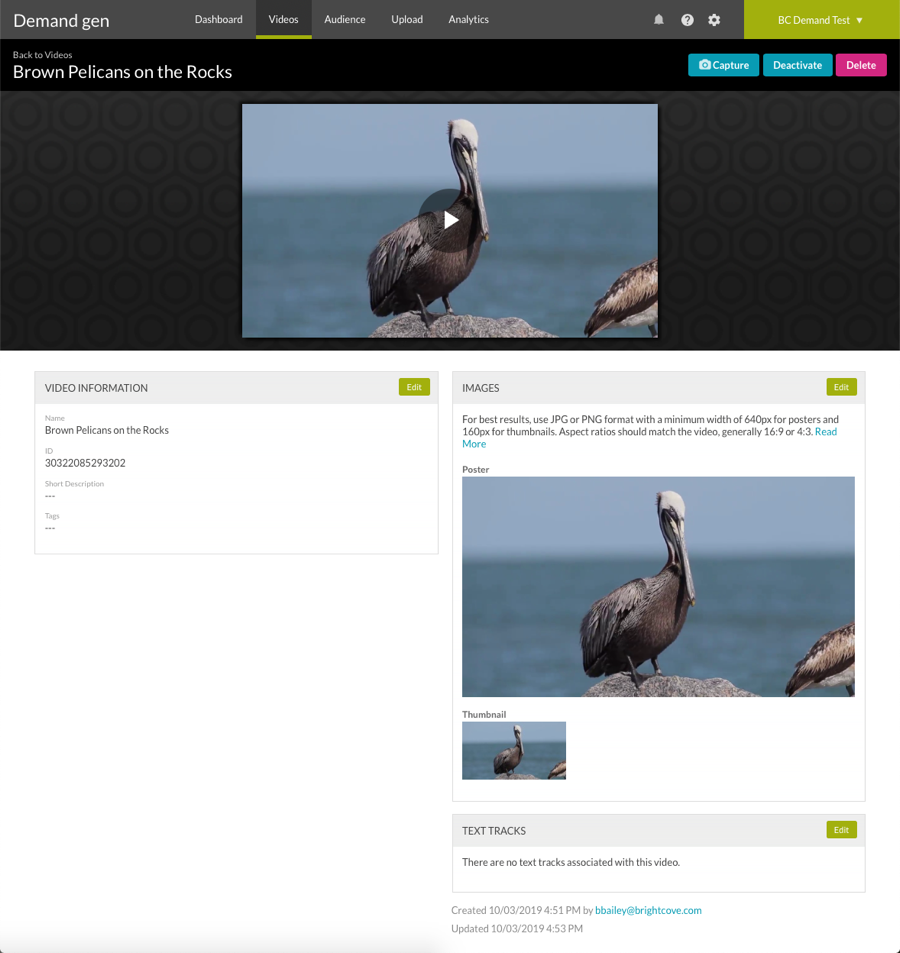 Demand gen
Dashboard
Videos
Audience
Upload
Analytics
BC Demand Test
Back to Videos
Brown Pelicans on the Rocks
Capture
Deactivate
Delete
VIDEO INFORMATION
Edit
Name
Brown Pelicans on the Rocks
ID
30322085293202
Short Description
---
Tags
---
IMAGES
Edit
For best results, use JPG or PNG format with a minimum width of 640px for posters and
160px for thumbnails. Aspect ratios should match the video, generally 16:9 or 4:3. Read
More
Poster
Thumbnail
TEXT TRACKS
Edit
There are no text tracks associated with this video.
Created 10/03/2019 4:51 PM by bbailey@brightcove.com
Updated 10/03/2019 4:53 PM